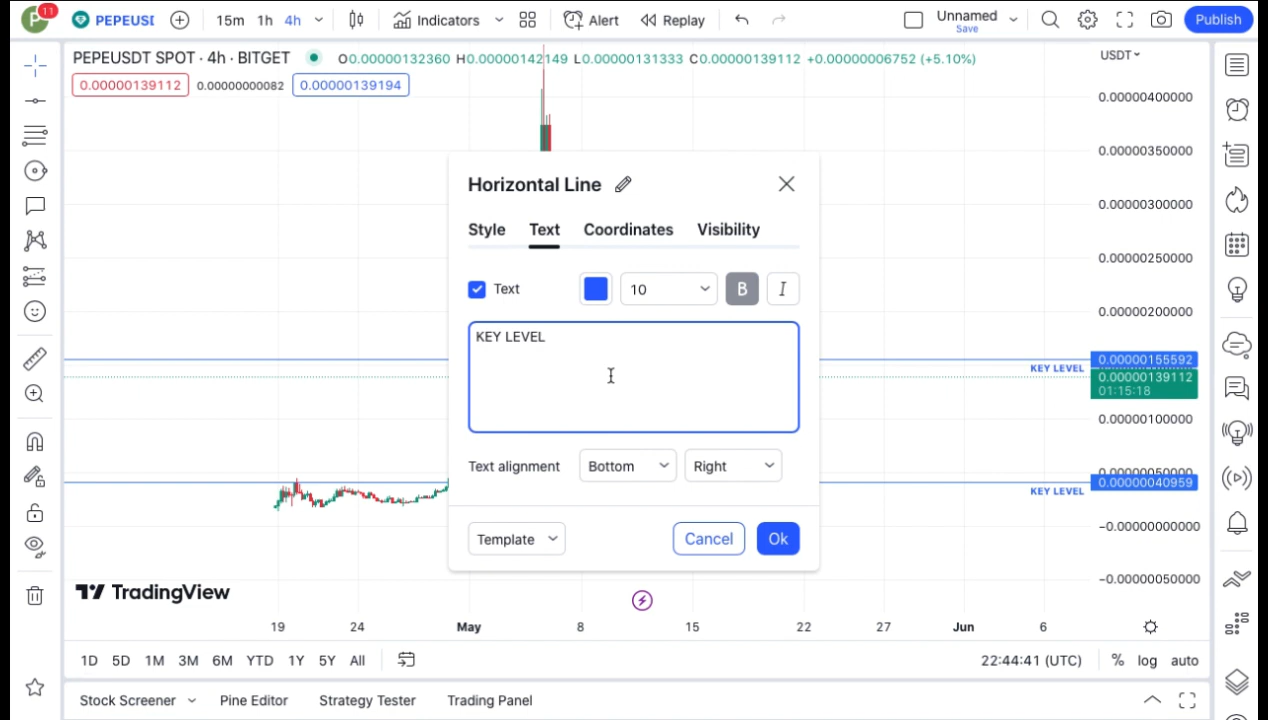 P 11 PEPEUSI 15m 1h 4h Indicators Alert Replay Unnamed Save Publish
PEPEUSDT SPOT · 4h · BITGET O0.00000132360 H0.00000142149 L0.00000131333 C0.00000139112 +0.00000006752 (+5.10%) USDT
0.00000139112 0.00000000082 0.00000139194
0.00000400000
0.00000350000
Horizontal Line
0.00000300000
Style Text Coordinates Visibility
0.00000250000
Text 10 B I
0.00000200000
KEY LEVEL
0.00000155592
KEY LEVEL
0.00000139112
01:15:18
0.00000100000
Text alignment Bottom Right
0.00000050000
0.00000040959
KEY LEVEL
−0.00000000000
Template Cancel Ok
−0.00000050000
TradingView
19 24 May 8 15 22 27 Jun 6
1D 5D 1M 3M 6M YTD 1Y 5Y All 22:44:41 (UTC) % log auto
Stock Screener Pine Editor Strategy Tester Trading Panel